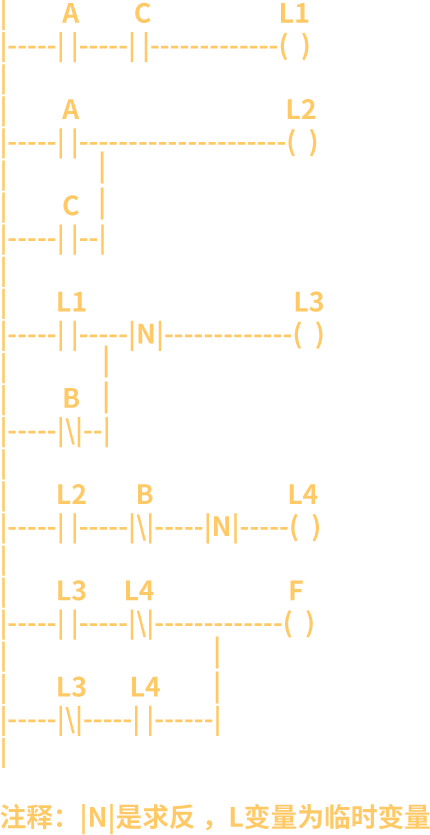 |       A        C                L1
|-----| |-----| |-------------( )
|
|
|       A                          L2
|-----| |---------------------( )
|           |
|       C   |
|-----| |--|
|
|       L1                          L3
|-----| |-----|N|-------------( )
|            |
|       B    |
|-----|\|--|
|
|       L2      B                 L4
|-----| |-----|\|-----|N|-----( )
|
|       L3     L4                F
|-----| |-----|\|-------------( )
|                         |
|       L3      L4        |
|-----|\|-----| |------|
|
注释：|N|是求反 ，L变量为临时变量